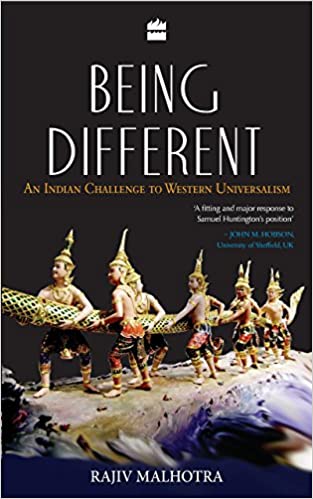 BEING
DIFFERENT
AN INDIAN CHALLENGE TO WESTERN UNIVERSALISM
'A fitting and major response to
Samuel Huntington's position'
– JOHN M. HOBSON,
University of Sheffield, UK
RAJIV MALHOTRA